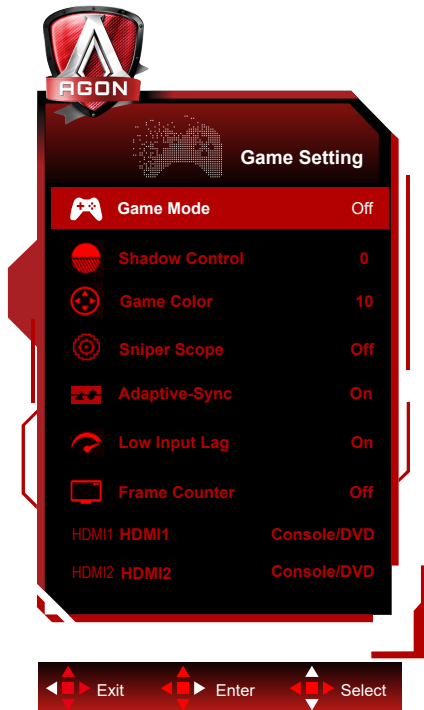 AGON
Game Setting
Game Mode Off
Shadow Control 0
Game Color 10
Sniper Scope Off
Adaptive-Sync On
Low Input Lag On
Frame Counter Off
HDMI1 HDMI1 Console/DVD
HDMI2 HDMI2 Console/DVD
Exit Enter Select